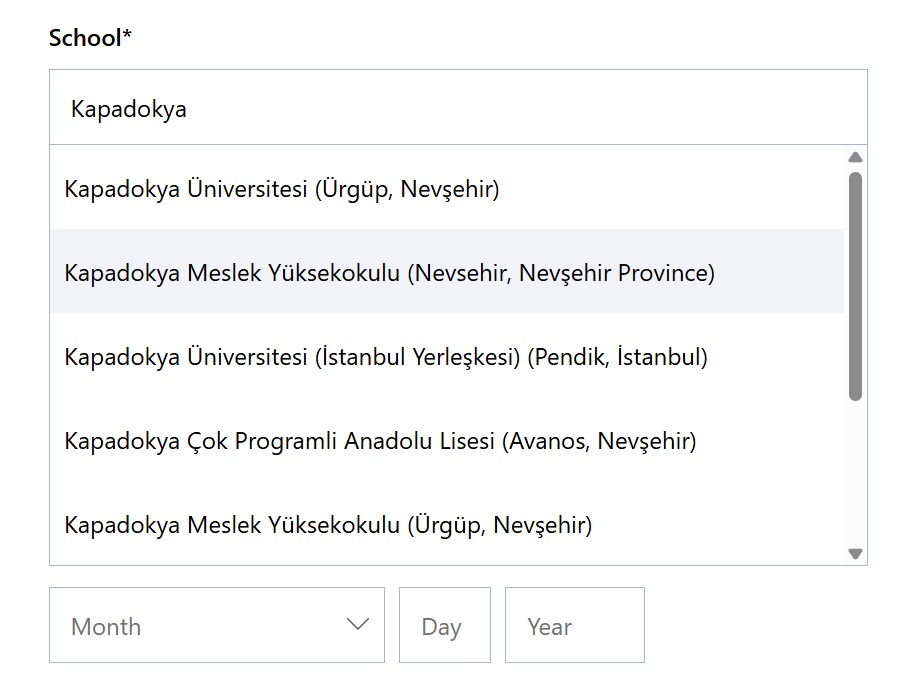 School*
Kapadokya
Kapadokya Üniversitesi (Ürgüp, Nevşehir)
Kapadokya Meslek Yüksekokulu (Nevsehir, Nevşehir Province)
Kapadokya Üniversitesi (İstanbul Yerleşkesi) (Pendik, İstanbul)
Kapadokya Çok Programli Anadolu Lisesi (Avanos, Nevşehir)
Kapadokya Meslek Yüksekokulu (Ürgüp, Nevşehir)
Month Day Year